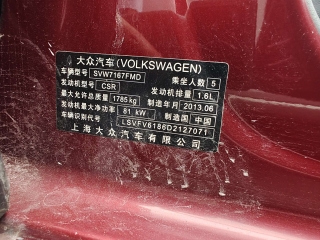 大众汽车(VOLKSWAGEN)
车辆型号 SVW7167FMD 乘坐人数 5
发动机型号 CSR 发动机排量 1.6L
最大允许总质量 1785kg 制造年月 2013.06
发动机最大净功率 81 kW 制造国 中国
车辆识别代号 LSVFV6186D2127071
上海大众汽车有限公司